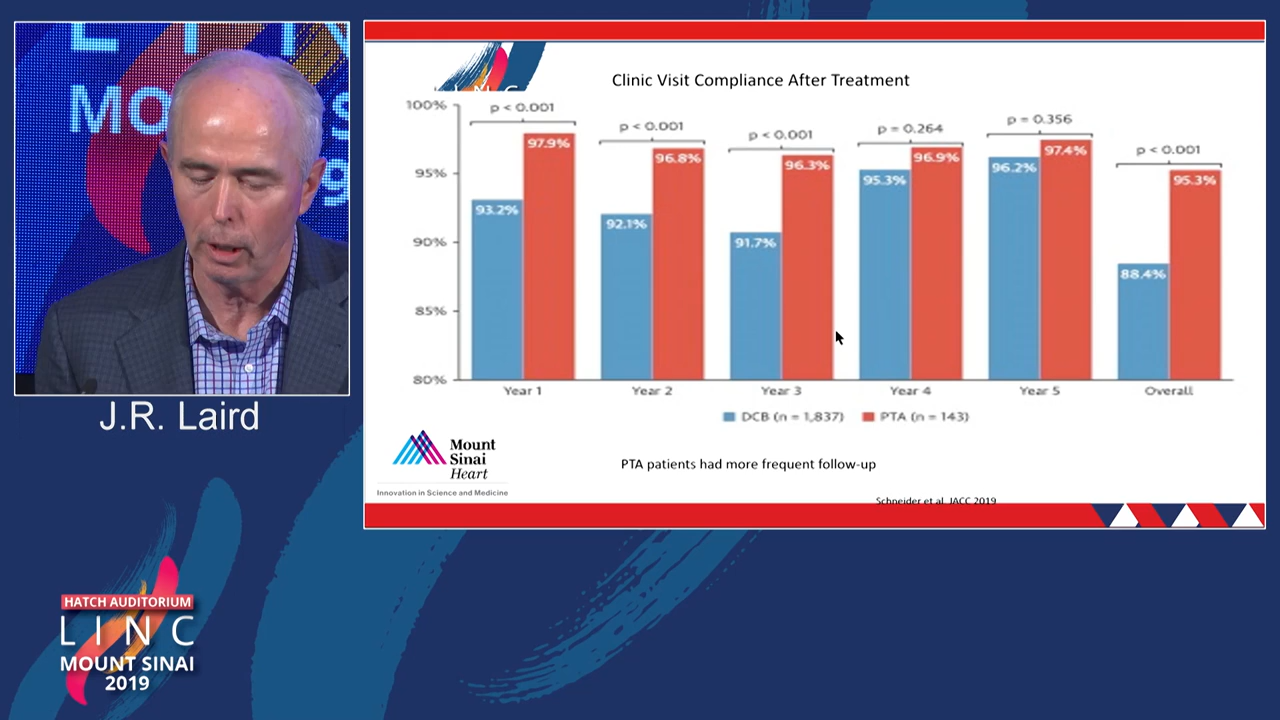 L I N
MO
9
J.R. Laird
HATCH AUDITORIUM
LINC
MOUNT SINAI
2019
LINC
Clinic Visit Compliance After Treatment
100%
95%
90%
85%
80%
p < 0.001
p < 0.001
p < 0.001
p = 0.264
p = 0.356
p < 0.001
93.2%
97.9%
92.1%
96.8%
91.7%
96.3%
95.3%
96.9%
96.2%
97.4%
88.4%
95.3%
Year 1
Year 2
Year 3
Year 4
Year 5
Overall
DCB (n = 1,837)
PTA (n = 143)
Mount
Sinai
Heart
Innovation in Science and Medicine
PTA patients had more frequent follow-up
Schneider et al. JACC 2019